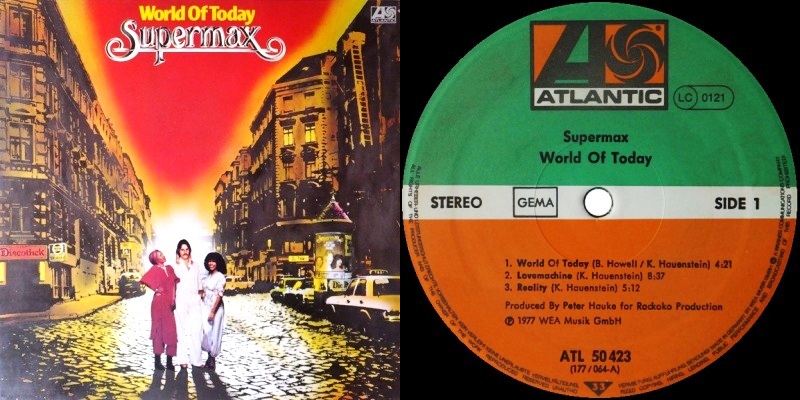 World Of Today
Supermax
Disenthek
ATLANTIC
LC 0121
Supermax
World Of Today
STEREO
GEMA
SIDE 1
1. World Of Today (B. Howell / K. Hauenstein) 4:21
2. Lovemachine (K. Hauenstein) 8:37
3. Reality (K. Hauenstein) 5:12
Produced By Peter Hauke for Rockoko Production
℗ 1977 WEA Musik GmbH
ATL 50 423
(177 / 064-A)
33